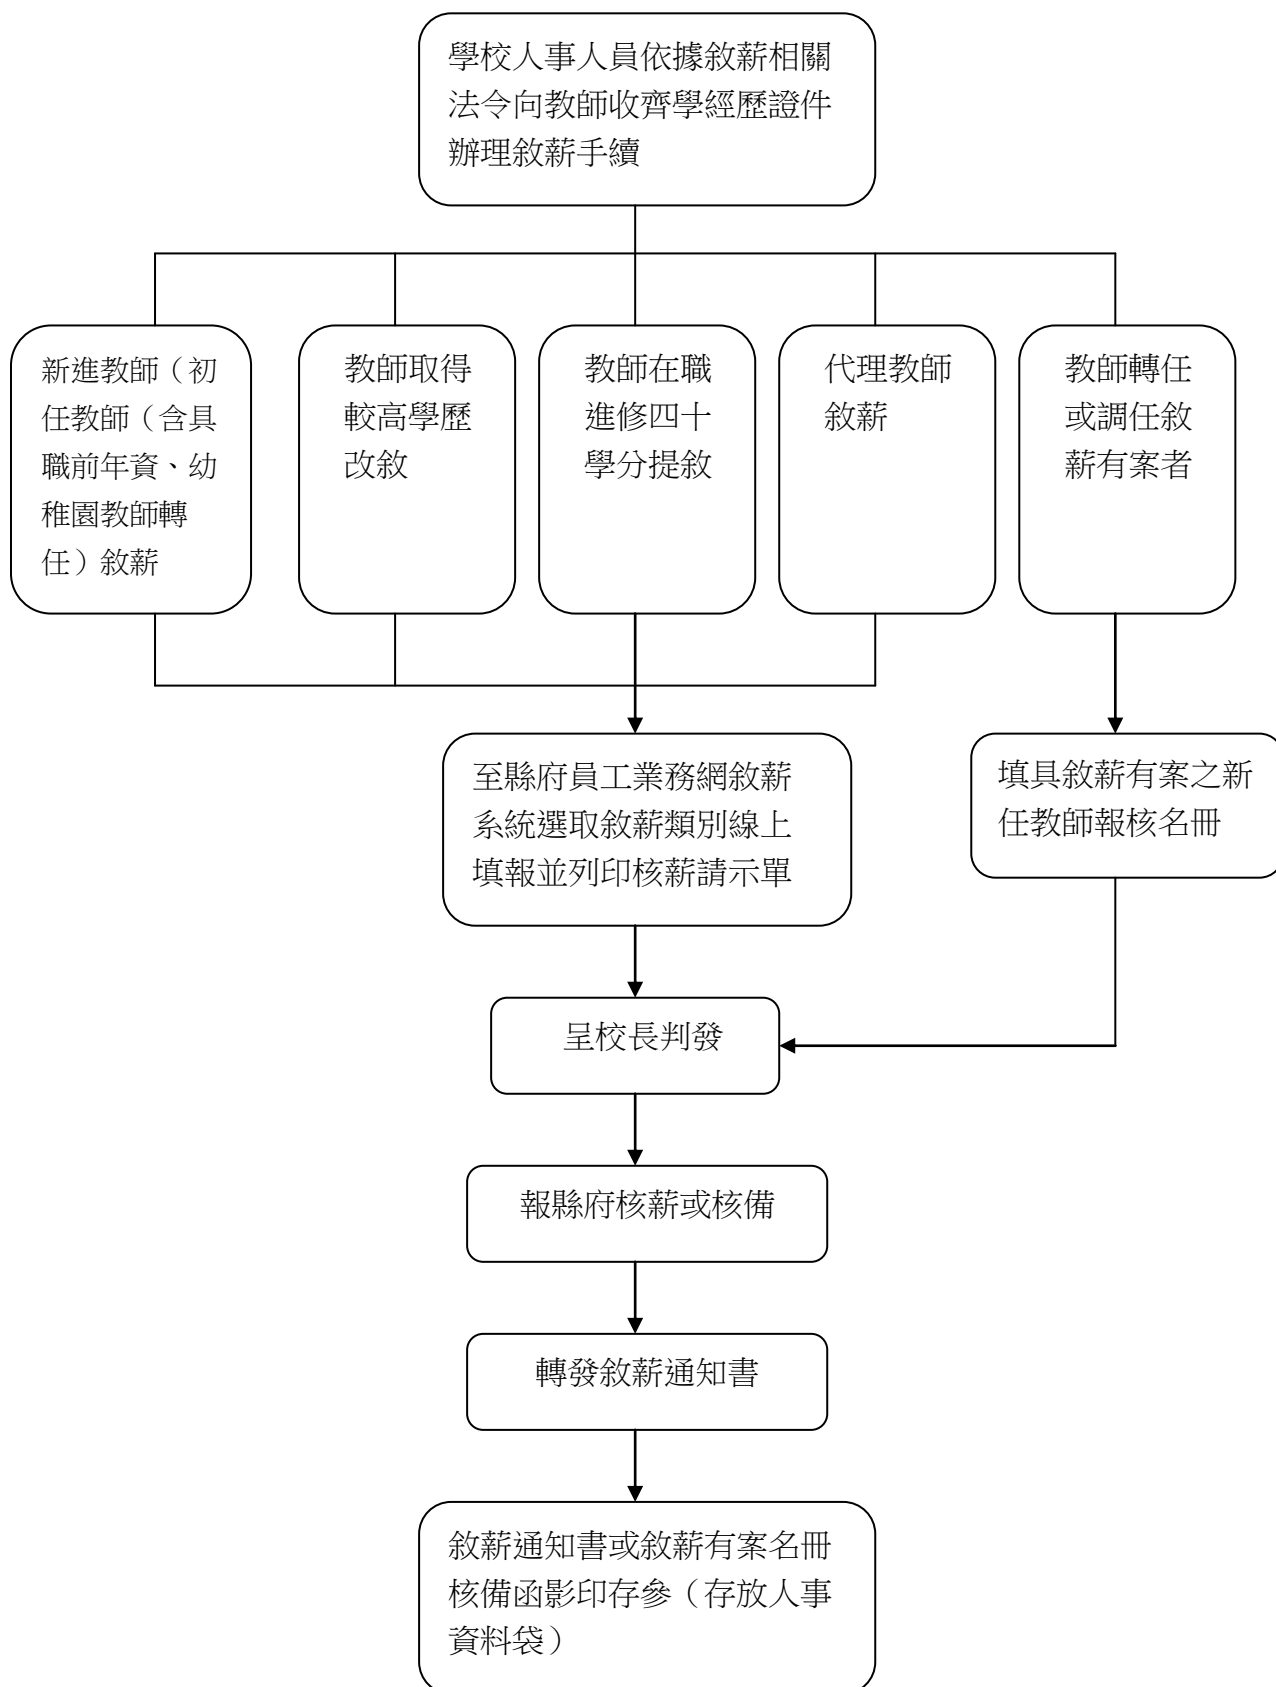 學校人事人員依據敘薪相關
法令向教師收齊學經歷證件
辦理敘薪手續
新進教師（初
任教師（含具
職前年資、幼
稚園教師轉
任）敘薪
教師取得
較高學歷
改敘
教師在職
進修四十
學分提敘
代理教師
敘薪
教師轉任
或調任敘
薪有案者
至縣府員工業務網敘薪
系統選取敘薪類別線上
填報並列印核薪請示單
填具敘薪有案之新
任教師報核名冊
呈校長判發
報縣府核薪或核備
轉發敘薪通知書
敘薪通知書或敘薪有案名冊
核備函影印存參（存放人事
資料袋）